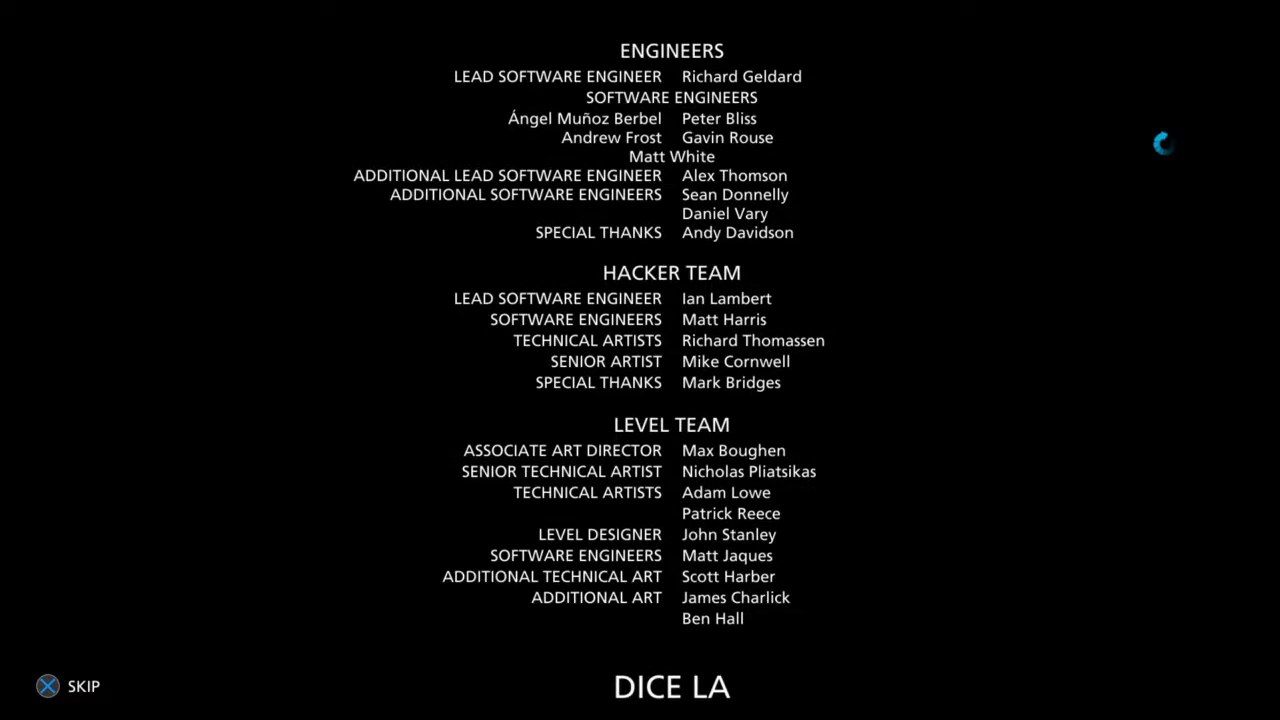 ENGINEERS
LEAD SOFTWARE ENGINEER Richard Geldard
SOFTWARE ENGINEERS
Ángel Muñoz Berbel Peter Bliss
Andrew Frost Gavin Rouse
Matt White
ADDITIONAL LEAD SOFTWARE ENGINEER Alex Thomson
ADDITIONAL SOFTWARE ENGINEERS Sean Donnelly
Daniel Vary
SPECIAL THANKS Andy Davidson
HACKER TEAM
LEAD SOFTWARE ENGINEER Ian Lambert
SOFTWARE ENGINEERS Matt Harris
TECHNICAL ARTISTS Richard Thomassen
SENIOR ARTIST Mike Cornwell
SPECIAL THANKS Mark Bridges
LEVEL TEAM
ASSOCIATE ART DIRECTOR Max Boughen
SENIOR TECHNICAL ARTIST Nicholas Pliatsikas
TECHNICAL ARTISTS Adam Lowe
Patrick Reece
LEVEL DESIGNER John Stanley
SOFTWARE ENGINEERS Matt Jaques
ADDITIONAL TECHNICAL ART Scott Harber
ADDITIONAL ART James Charlick
Ben Hall
SKIP
DICE LA